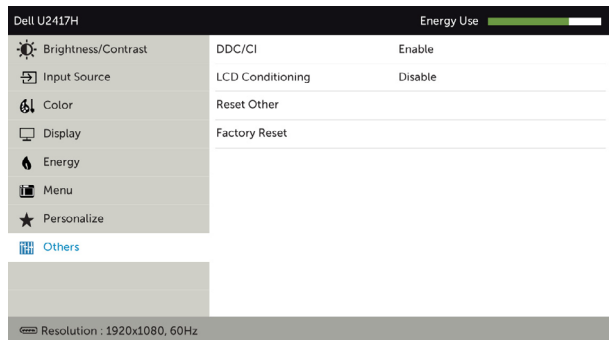 Dell U2417H Energy Use
Brightness/Contrast DDC/CI Enable
Input Source LCD Conditioning Disable
Color Reset Other
Display Factory Reset
Energy
Menu
Personalize
Others
Resolution : 1920x1080, 60Hz